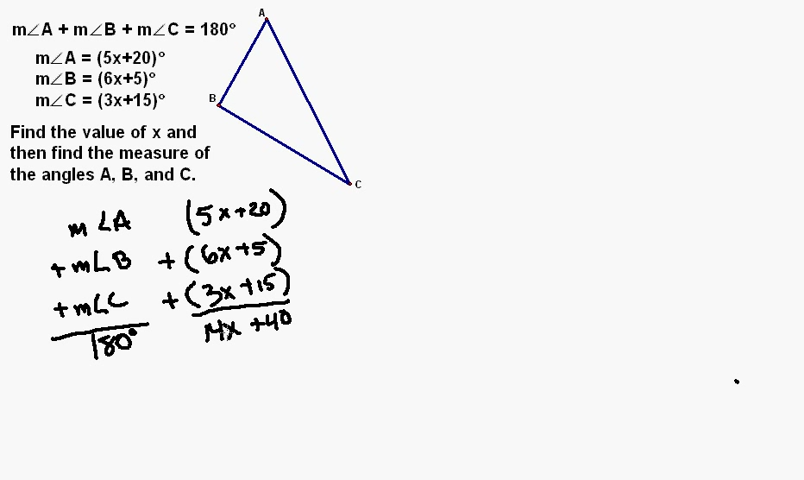 A
m∠A + m∠B + m∠C = 180°
m∠A = (5x+20)°
m∠B = (6x+5)°
m∠C = (3x+15)°
B
Find the value of x and
then find the measure of
the angles A, B, and C.
C
m ∠A (5x+20)
+m∠B +(6x+5)
+m∠C +(3x+15)
180° 14x +40